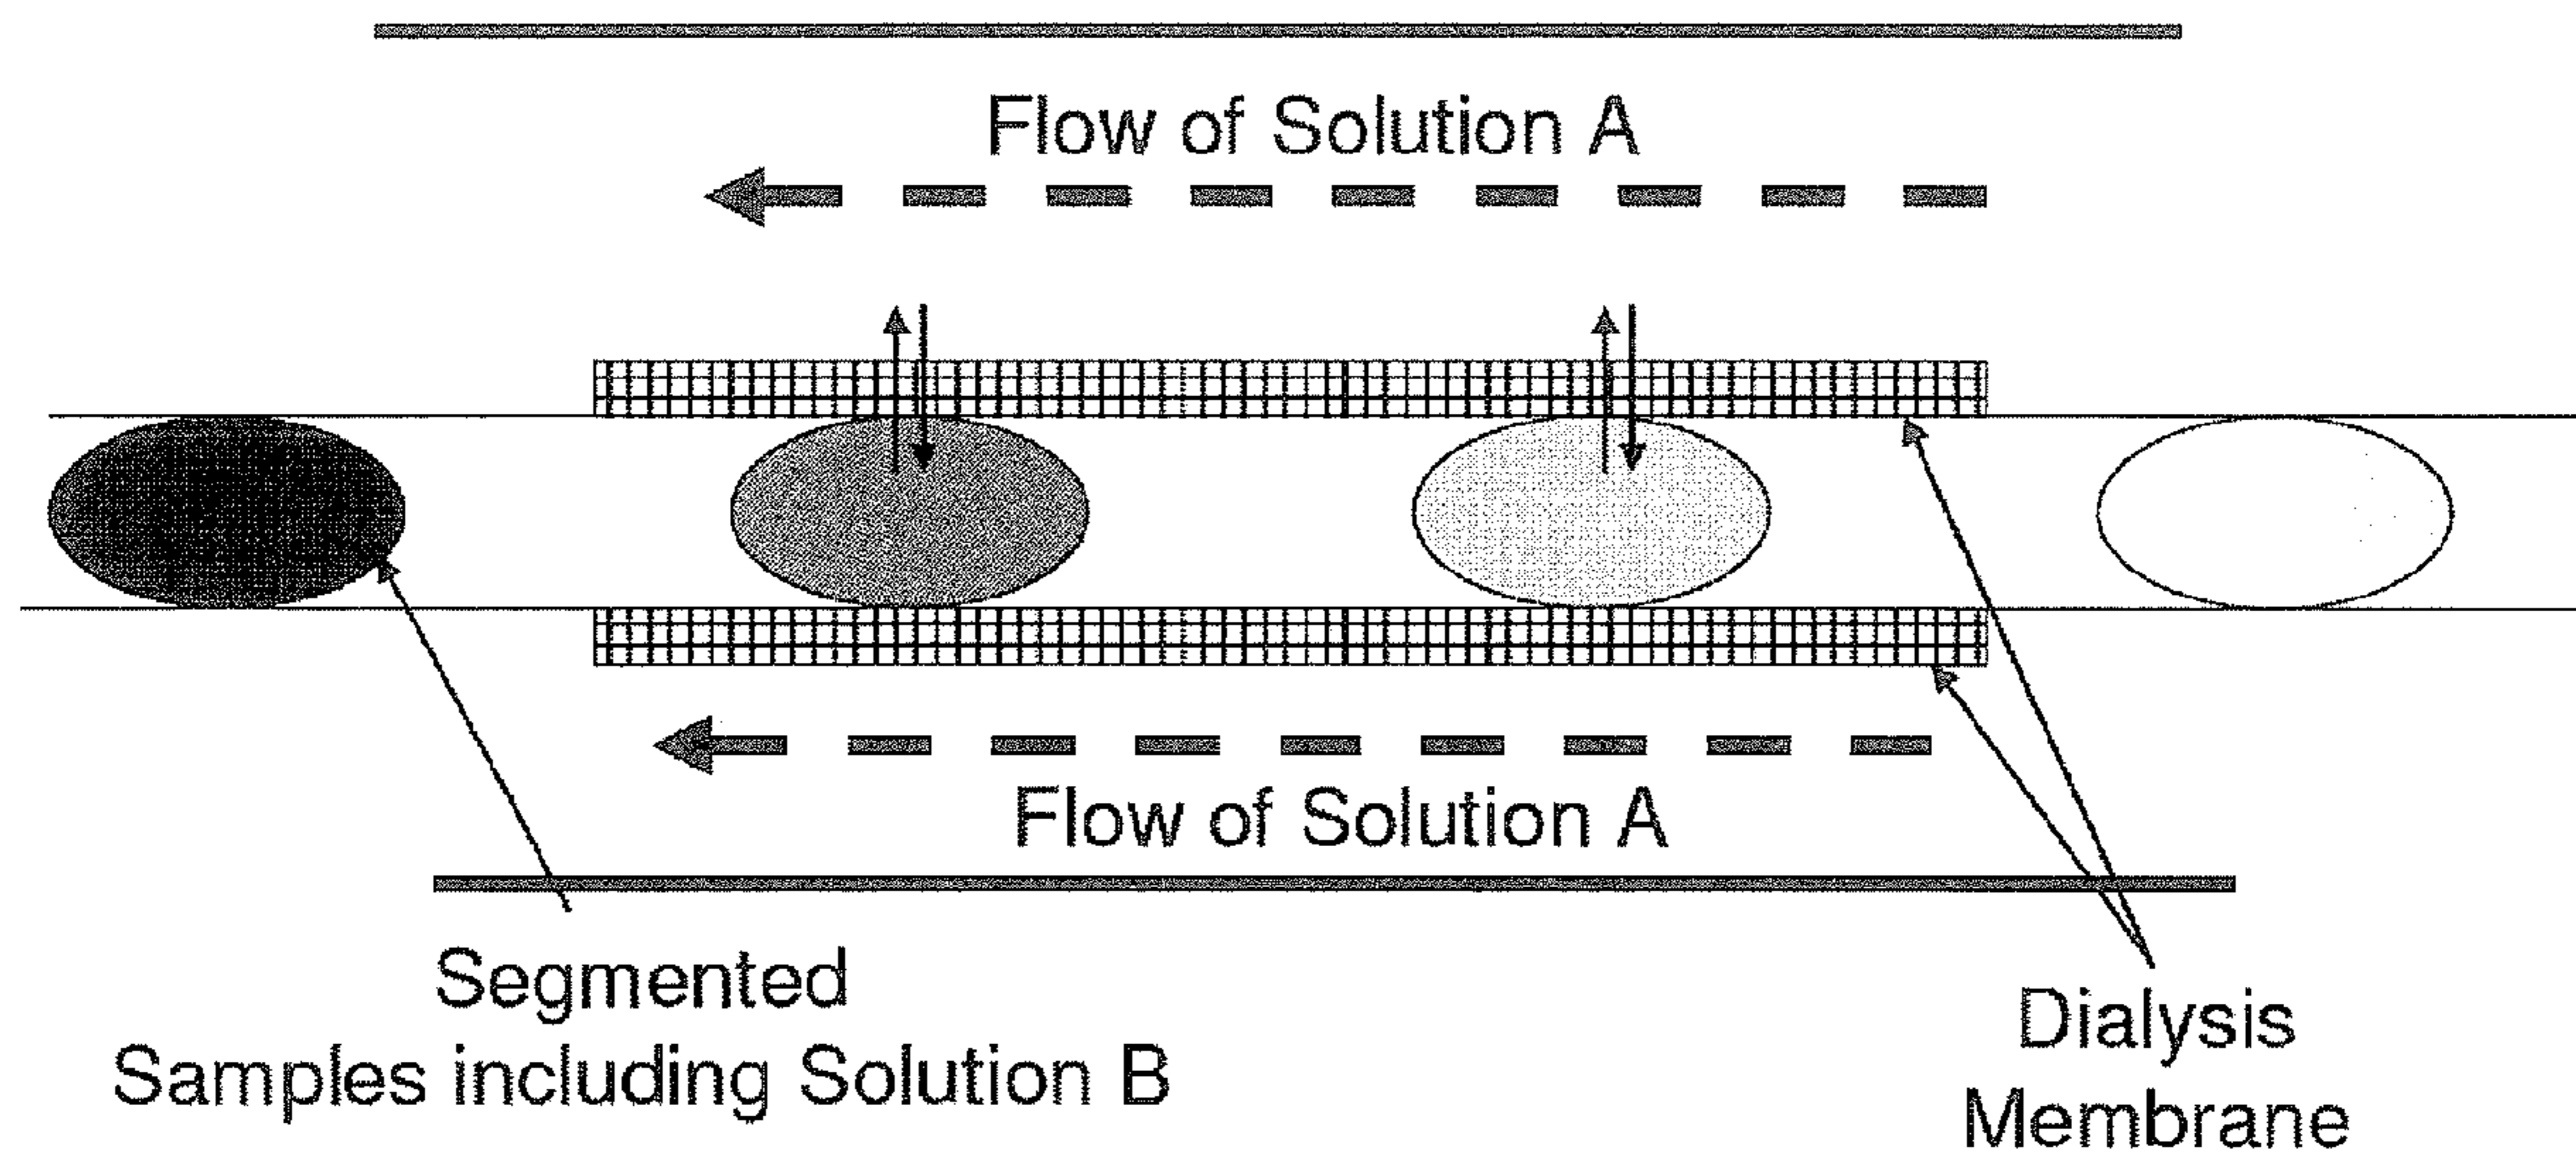 Flow of Solution A
Flow of Solution A
Segmented
Samples including Solution B
Dialysis
Membrane